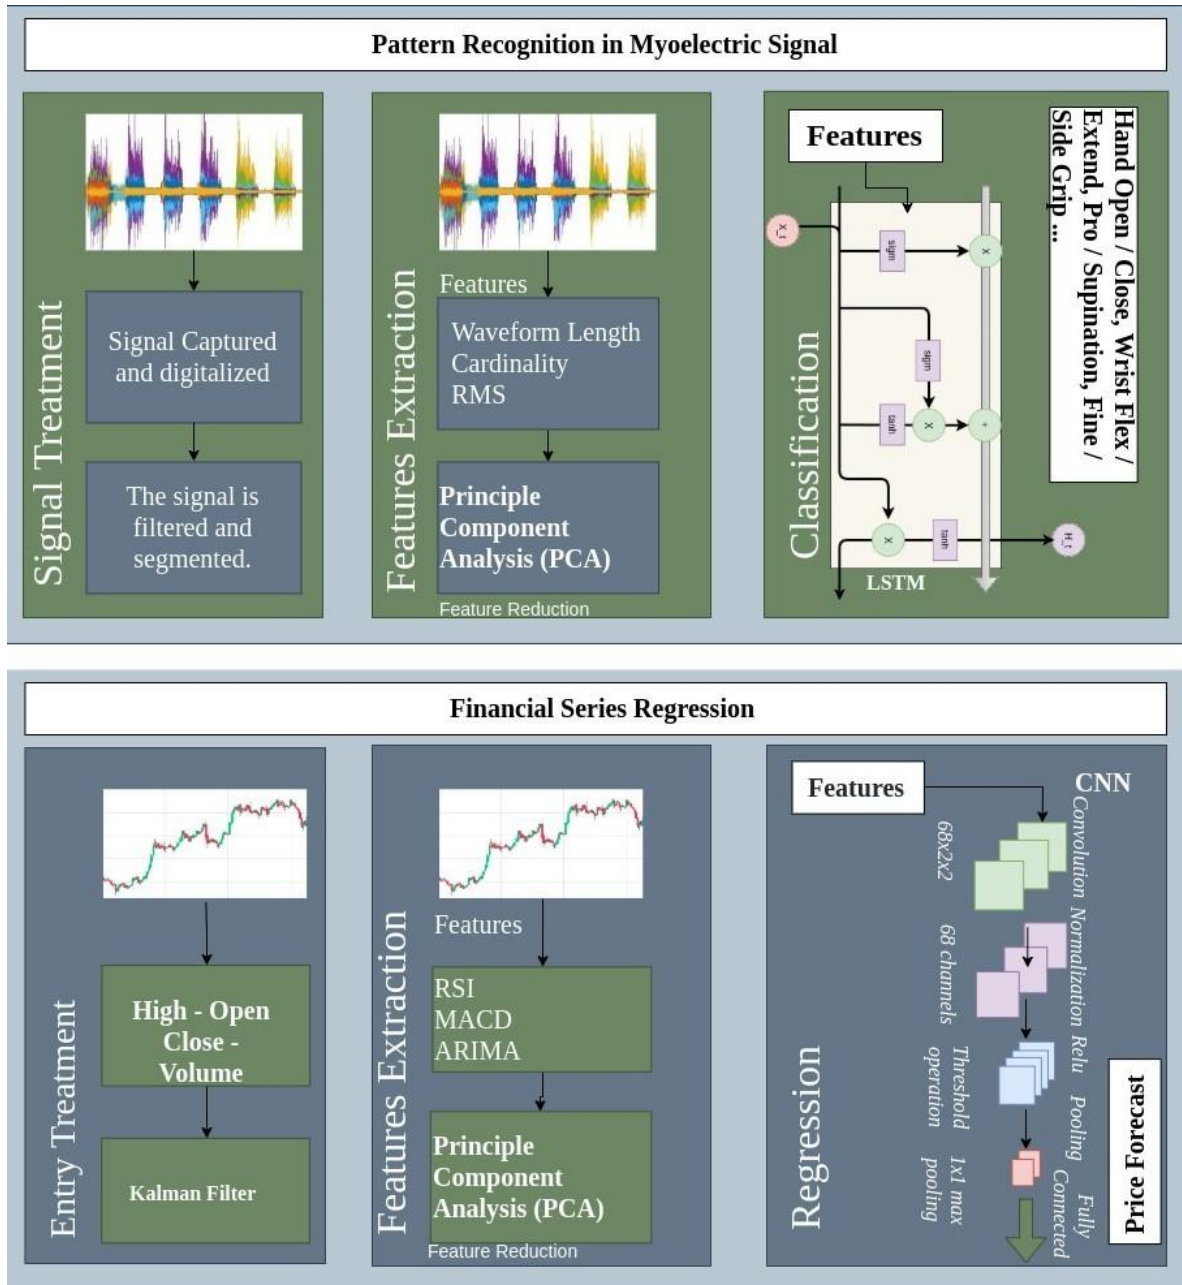 Pattern Recognition in Myoelectric Signal
Signal Treatment
Signal Captured
and digitalized
The signal is
filtered and
segmented.
Features Extraction
Features
Waveform Length
Cardinality
RMS
Principle
Component
Analysis (PCA)
Feature Reduction
Classification
Features
Hand Open / Close, Wrist Flex /
Extend, Pro / Supination, Fine /
Side Grip ...
X_t
sigm
X
sigm
tanh
X
+
X
tanh
H_t
LSTM
Financial Series Regression
Entry Treatment
High - Open
Close -
Volume
Kalman Filter
Features Extraction
Features
RSI
MACD
ARIMA
Principle
Component
Analysis (PCA)
Feature Reduction
Regression
Features
CNN
Convolution
68x2x2
Normalization
68 channels
Relu
Threshold
operation
Pooling
1x1 max
pooling
Fully
Connected
Price Forecast